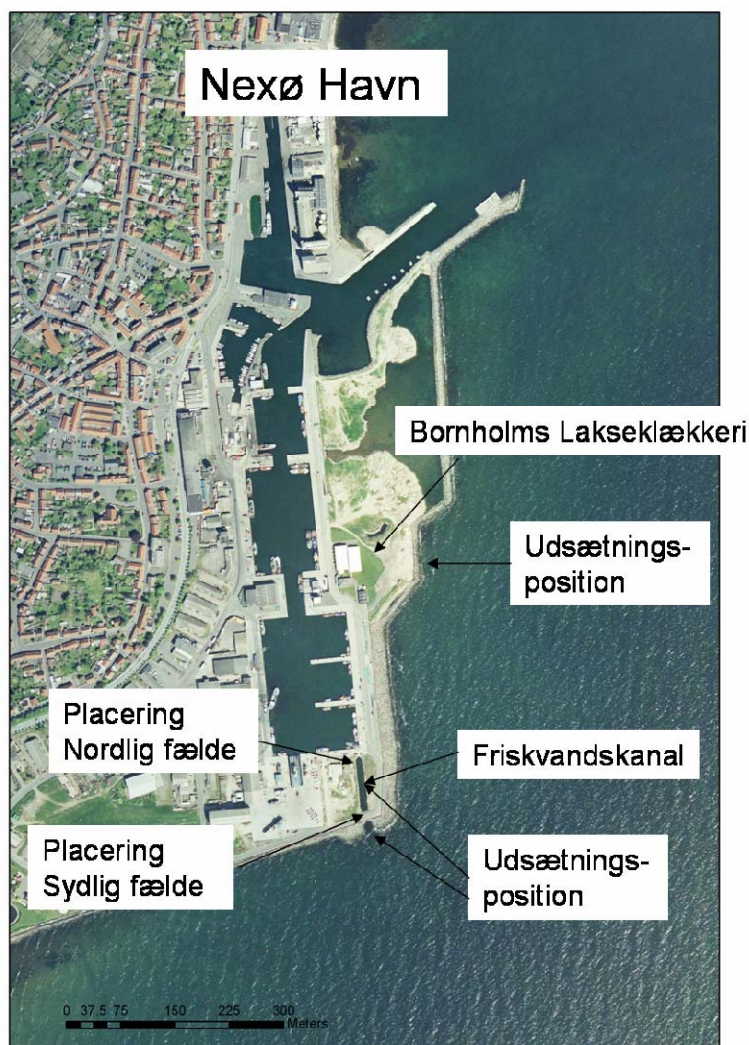 Nexø Havn
Bornholms Lakseklækkeri
Udsætnings-
position
Placering
Nordlig fælde
Friskvandskanal
Placering
Sydlig fælde
Udsætnings-
position
0 37.5 75 150 225 300
Meters